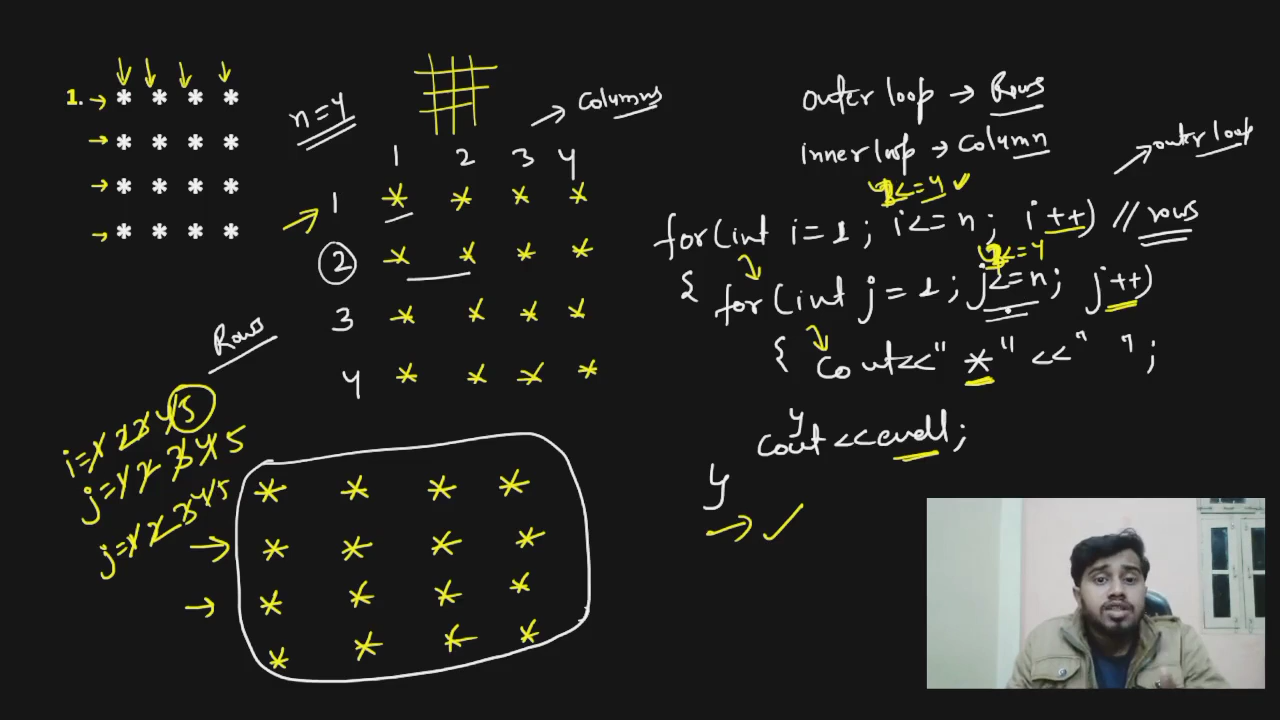 1. * * * *
* * * *
* * * *
* * * *
n=4
Columns
1 2 3 4
1 * * * *
2 * * * *
3 * * * *
4 * * * *
Rows
i=1 2 3 4 5
j=1 2 3 4 5
j=1 2 3 4 5
* * * *
* * * *
* * * *
* * * *
outer loop → Rows
inner loop → Column
outer loop
<=4 ✓
for(int i=1; i<=n; i++) // rows
<=4
{ for(int j=1; j<=n; j++)
{ cout<<"*"<<" ";
}
cout<<endl;
}
→ ✓